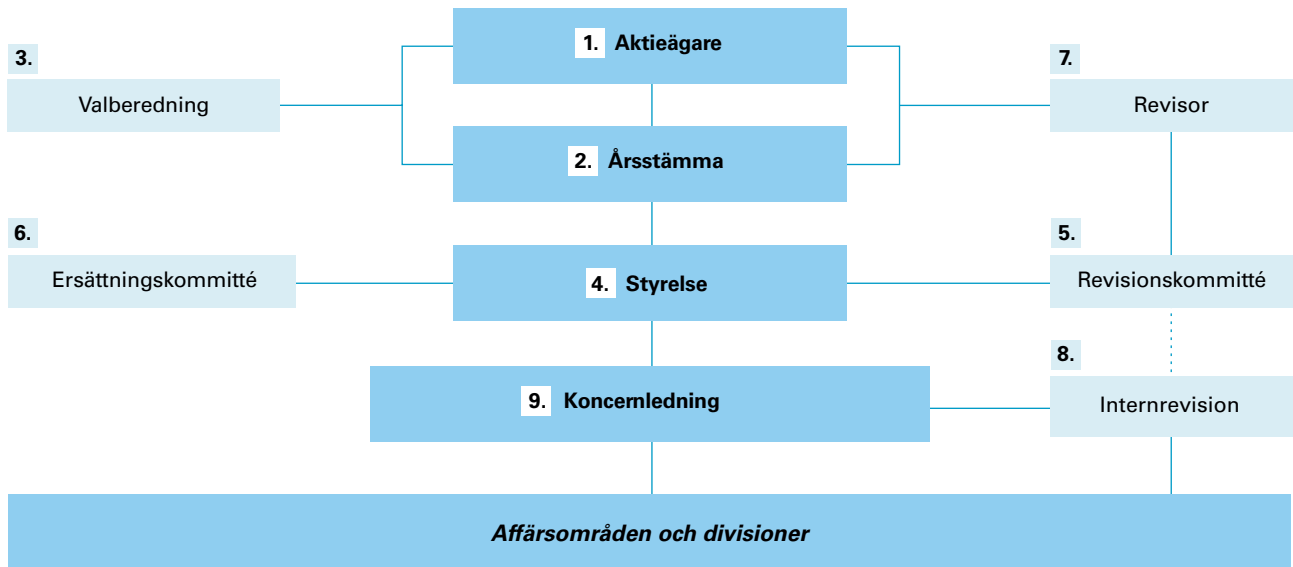 1. Aktieägare
3.
Valberedning
7.
Revisor
2. Årsstämma
6.
Ersättningskommitté
4. Styrelse
5.
Revisionskommitté
9. Koncernledning
8.
Internrevision
Affärsområden och divisioner